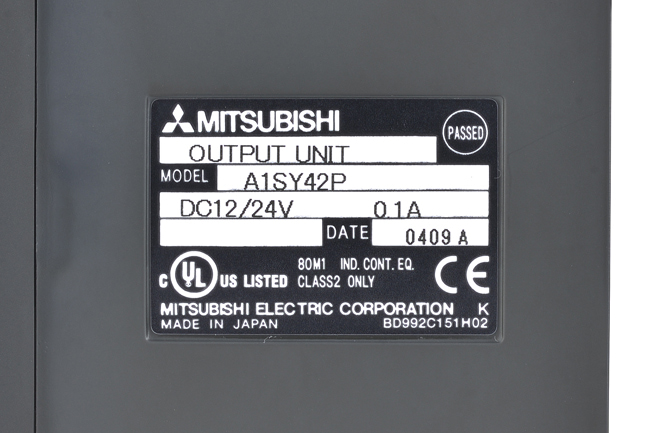 MITSUBISHI
PASSED
OUTPUT UNIT
MODEL A1SY42P
DC12/24V 0.1A
DATE 0409 A
C UL US LISTED 80M1 IND. CONT. EQ. CE
CLASS2 ONLY
MITSUBISHI ELECTRIC CORPORATION K
MADE IN JAPAN BD992C151H02